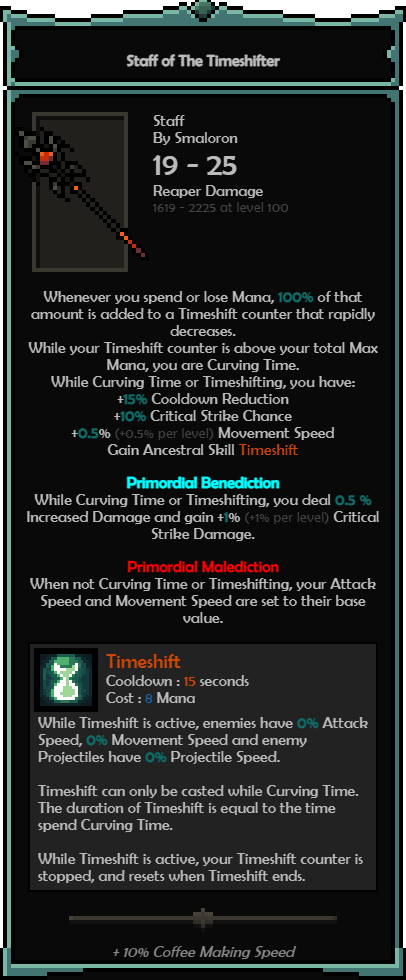 Staff of The Timeshifter
Staff
By Smaloron
19 - 25
Reaper Damage
1619 - 2225 at level 100
Whenever you spend or lose Mana, 100% of that
amount is added to a Timeshift counter that rapidly
decreases.
While your Timeshift counter is above your total Max
Mana, you are Curving Time.
While Curving Time or Timeshifting, you have:
+15% Cooldown Reduction
+10% Critical Strike Chance
+0.5% (+0.5% per level) Movement Speed
Gain Ancestral Skill Timeshift
Primordial Benediction
While Curving Time or Timeshifting, you deal 0.5 %
Increased Damage and gain +1% (+1% per level) Critical
Strike Damage.
Primordial Malediction
When not Curving Time or Timeshifting, your Attack
Speed and Movement Speed are set to their base
value.
Timeshift
Cooldown : 15 seconds
Cost : 8 Mana
While Timeshift is active, enemies have 0% Attack
Speed, 0% Movement Speed and enemy
Projectiles have 0% Projectile Speed.
Timeshift can only be casted while Curving Time.
The duration of Timeshift is equal to the time
spend Curving Time.
While Timeshift is active, your Timeshift counter is
stopped, and resets when Timeshift ends.
+ 10% Coffee Making Speed